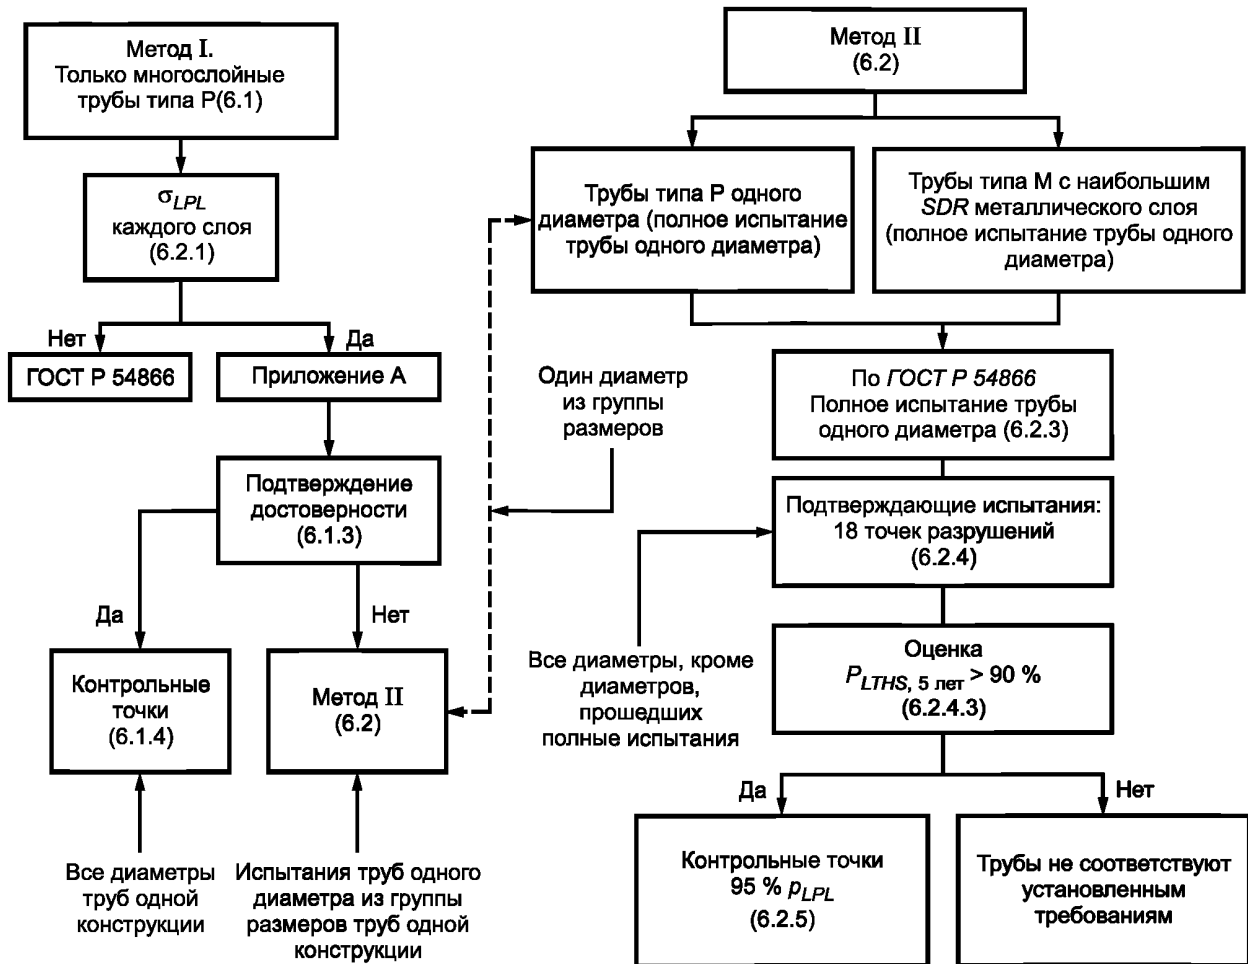 Метод I.
Только многослойные
трубы типа Р(6.1)
σLPL
каждого слоя
(6.2.1)
Нет
Да
ГОСТ Р 54866
Приложение А
Подтверждение
достоверности
(6.1.3)
Да
Нет
Контрольные
точки
(6.1.4)
Метод II
(6.2)
Все диаметры
труб одной
конструкции
Испытания труб одного
диаметра из группы
размеров труб одной
конструкции
Метод II
(6.2)
Трубы типа Р одного
диаметра (полное испытание
трубы одного диаметра)
Трубы типа М с наибольшим
SDR металлического слоя
(полное испытание трубы одного
диаметра)
Один диаметр
из группы
размеров
По ГОСТ Р 54866
Полное испытание трубы
одного диаметра (6.2.3)
Подтверждающие испытания:
18 точек разрушений
(6.2.4)
Все диаметры, кроме
диаметров,
прошедших
полные испытания
Оценка
PLTHS, 5 лет > 90 %
(6.2.4.3)
Да
Нет
Контрольные точки
95 % pLPL
(6.2.5)
Трубы не соответствуют
установленным
требованиям